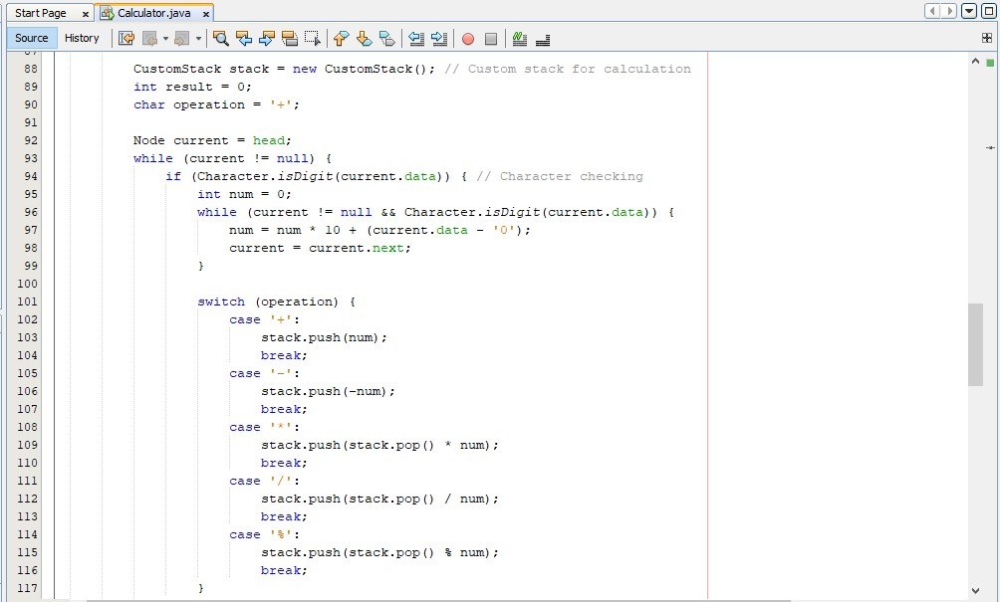 Start Page
Calculator.java
Source
History
87
88 CustomStack stack = new CustomStack(); // Custom stack for calculation
89 int result = 0;
90 char operation = '+';
91
92 Node current = head;
93 while (current != null) {
94 if (Character.isDigit(current.data)) { // Character checking
95 int num = 0;
96 while (current != null && Character.isDigit(current.data)) {
97 num = num * 10 + (current.data - '0');
98 current = current.next;
99 }
100
101 switch (operation) {
102 case '+':
103 stack.push(num);
104 break;
105 case '-':
106 stack.push(-num);
107 break;
108 case '*':
109 stack.push(stack.pop() * num);
110 break;
111 case '/':
112 stack.push(stack.pop() / num);
113 break;
114 case '%':
115 stack.push(stack.pop() % num);
116 break;
117 }